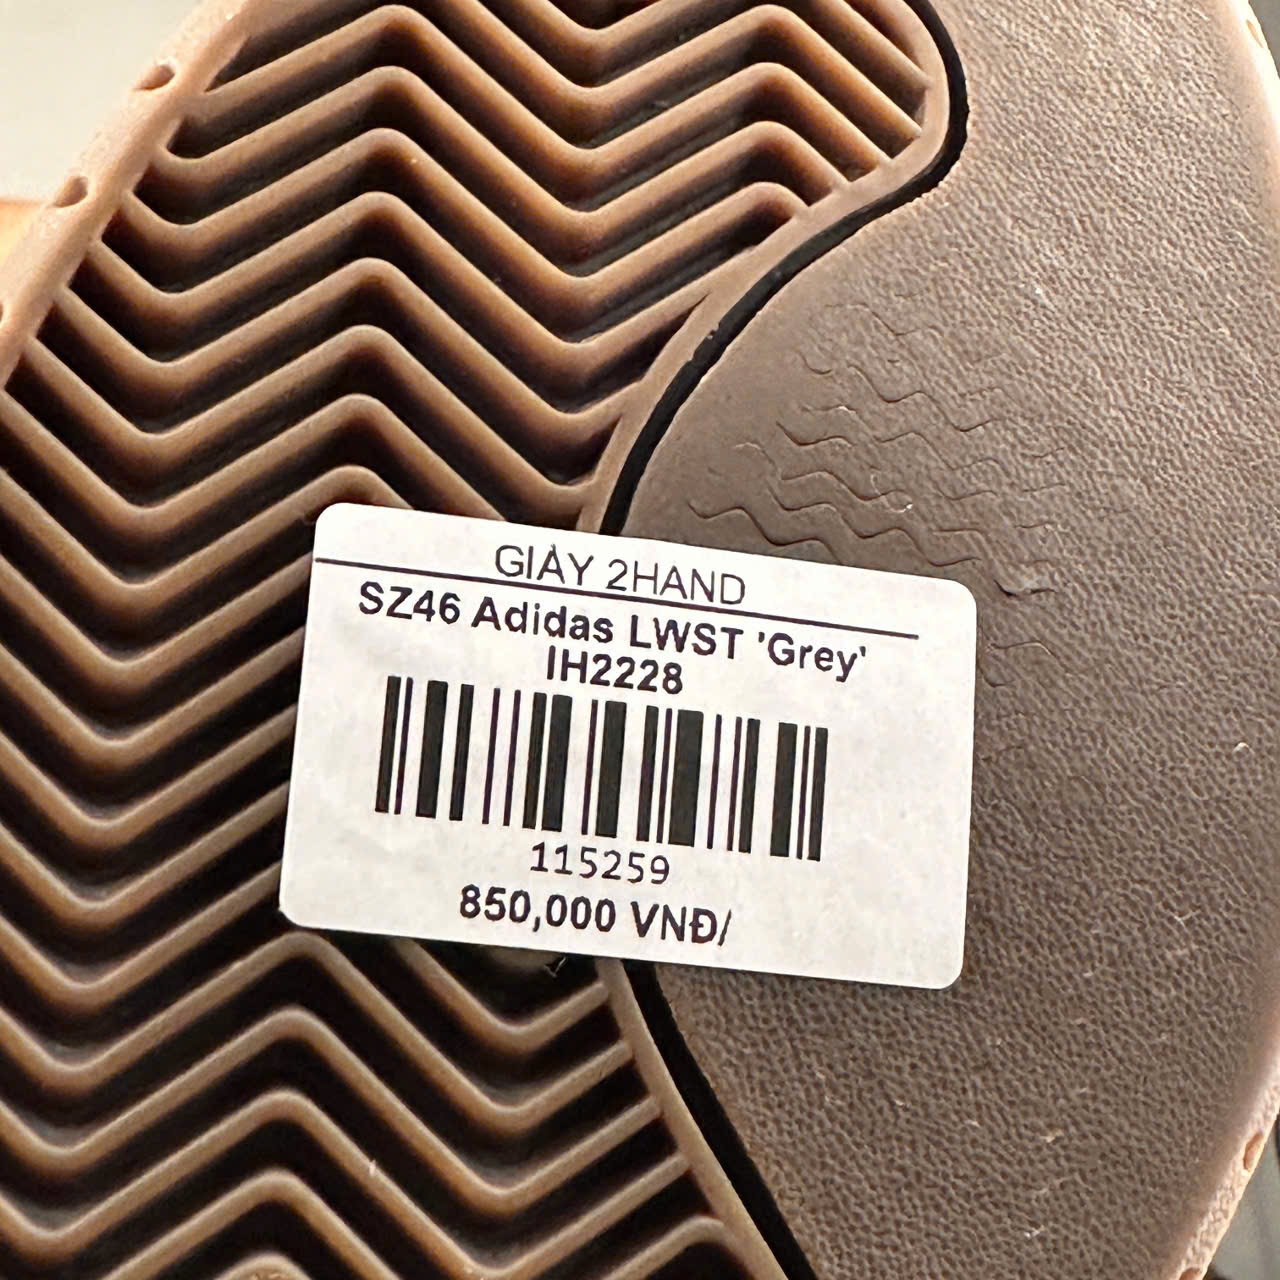 GIÀY 2HAND
SZ46 Adidas LWST 'Grey'
IH2228
115259
850,000 VNĐ/